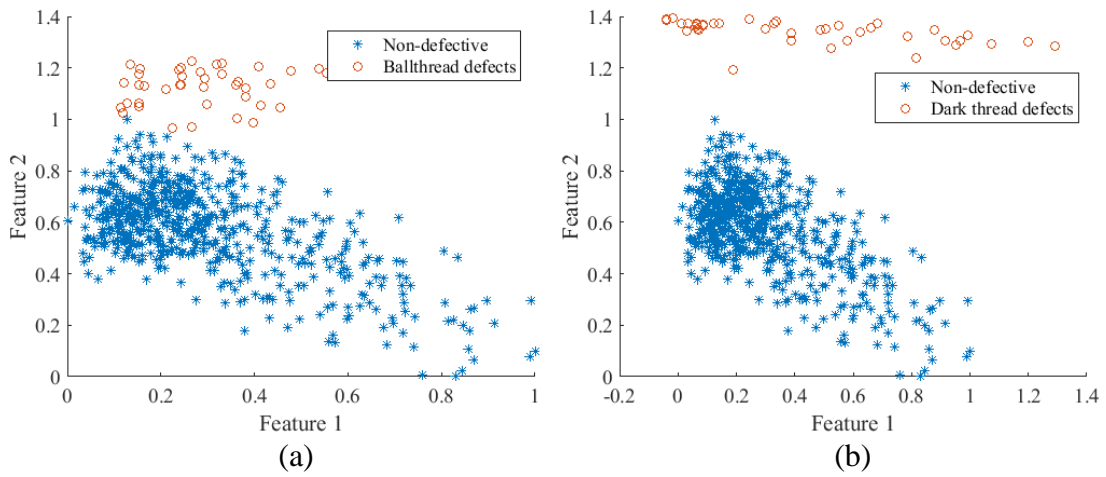 1.4
1.2
1
0.8
0.6
0.4
0.2
0
Feature 2
Non-defective
Ballthread defects
0 0.2 0.4 0.6 0.8 1
Feature 1
(a)
1.4
1.2
1
0.8
0.6
0.4
0.2
0
Feature 2
Non-defective
Dark thread defects
-0.2 0 0.2 0.4 0.6 0.8 1 1.2 1.4
Feature 1
(b)